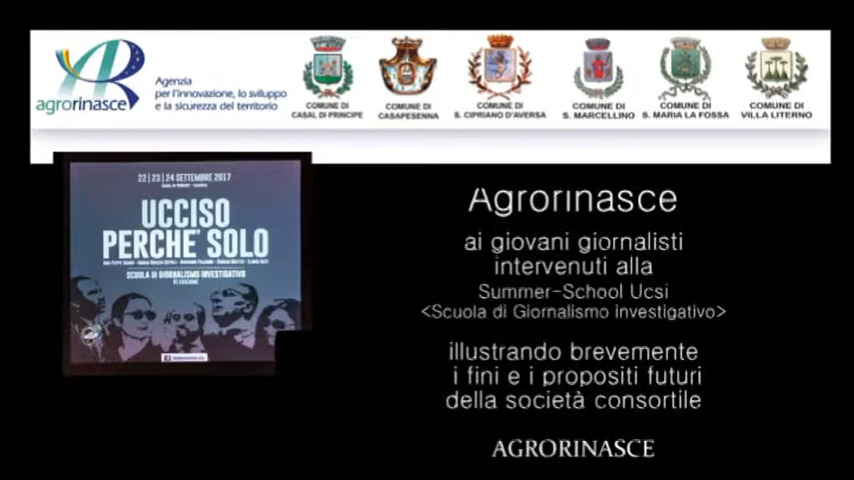 agrorinasce
Agenzia
per l'innovazione, lo sviluppo
e la sicurezza del territorio
COMUNE DI
CASAL DI PRINCIPE
COMUNE DI
CASAPESENNA
COMUNE DI
S. CIPRIANO D'AVERSA
COMUNE DI
S. MARCELLINO
COMUNE DI
S. MARIA LA FOSSA
COMUNE DI
VILLA LITERNO
22|23|24 SETTEMBRE 2017
UCCISO
PERCHE' SOLO
SCUOLA DI GIORNALISMO INVESTIGATIVO
Agrorinasce
ai giovani giornalisti
intervenuti alla
Summer-School Ucsi
<Scuola di Giornalismo investigativo>
illustrando brevemente
i fini e i propositi futuri
della società consortile
AGRORINASCE